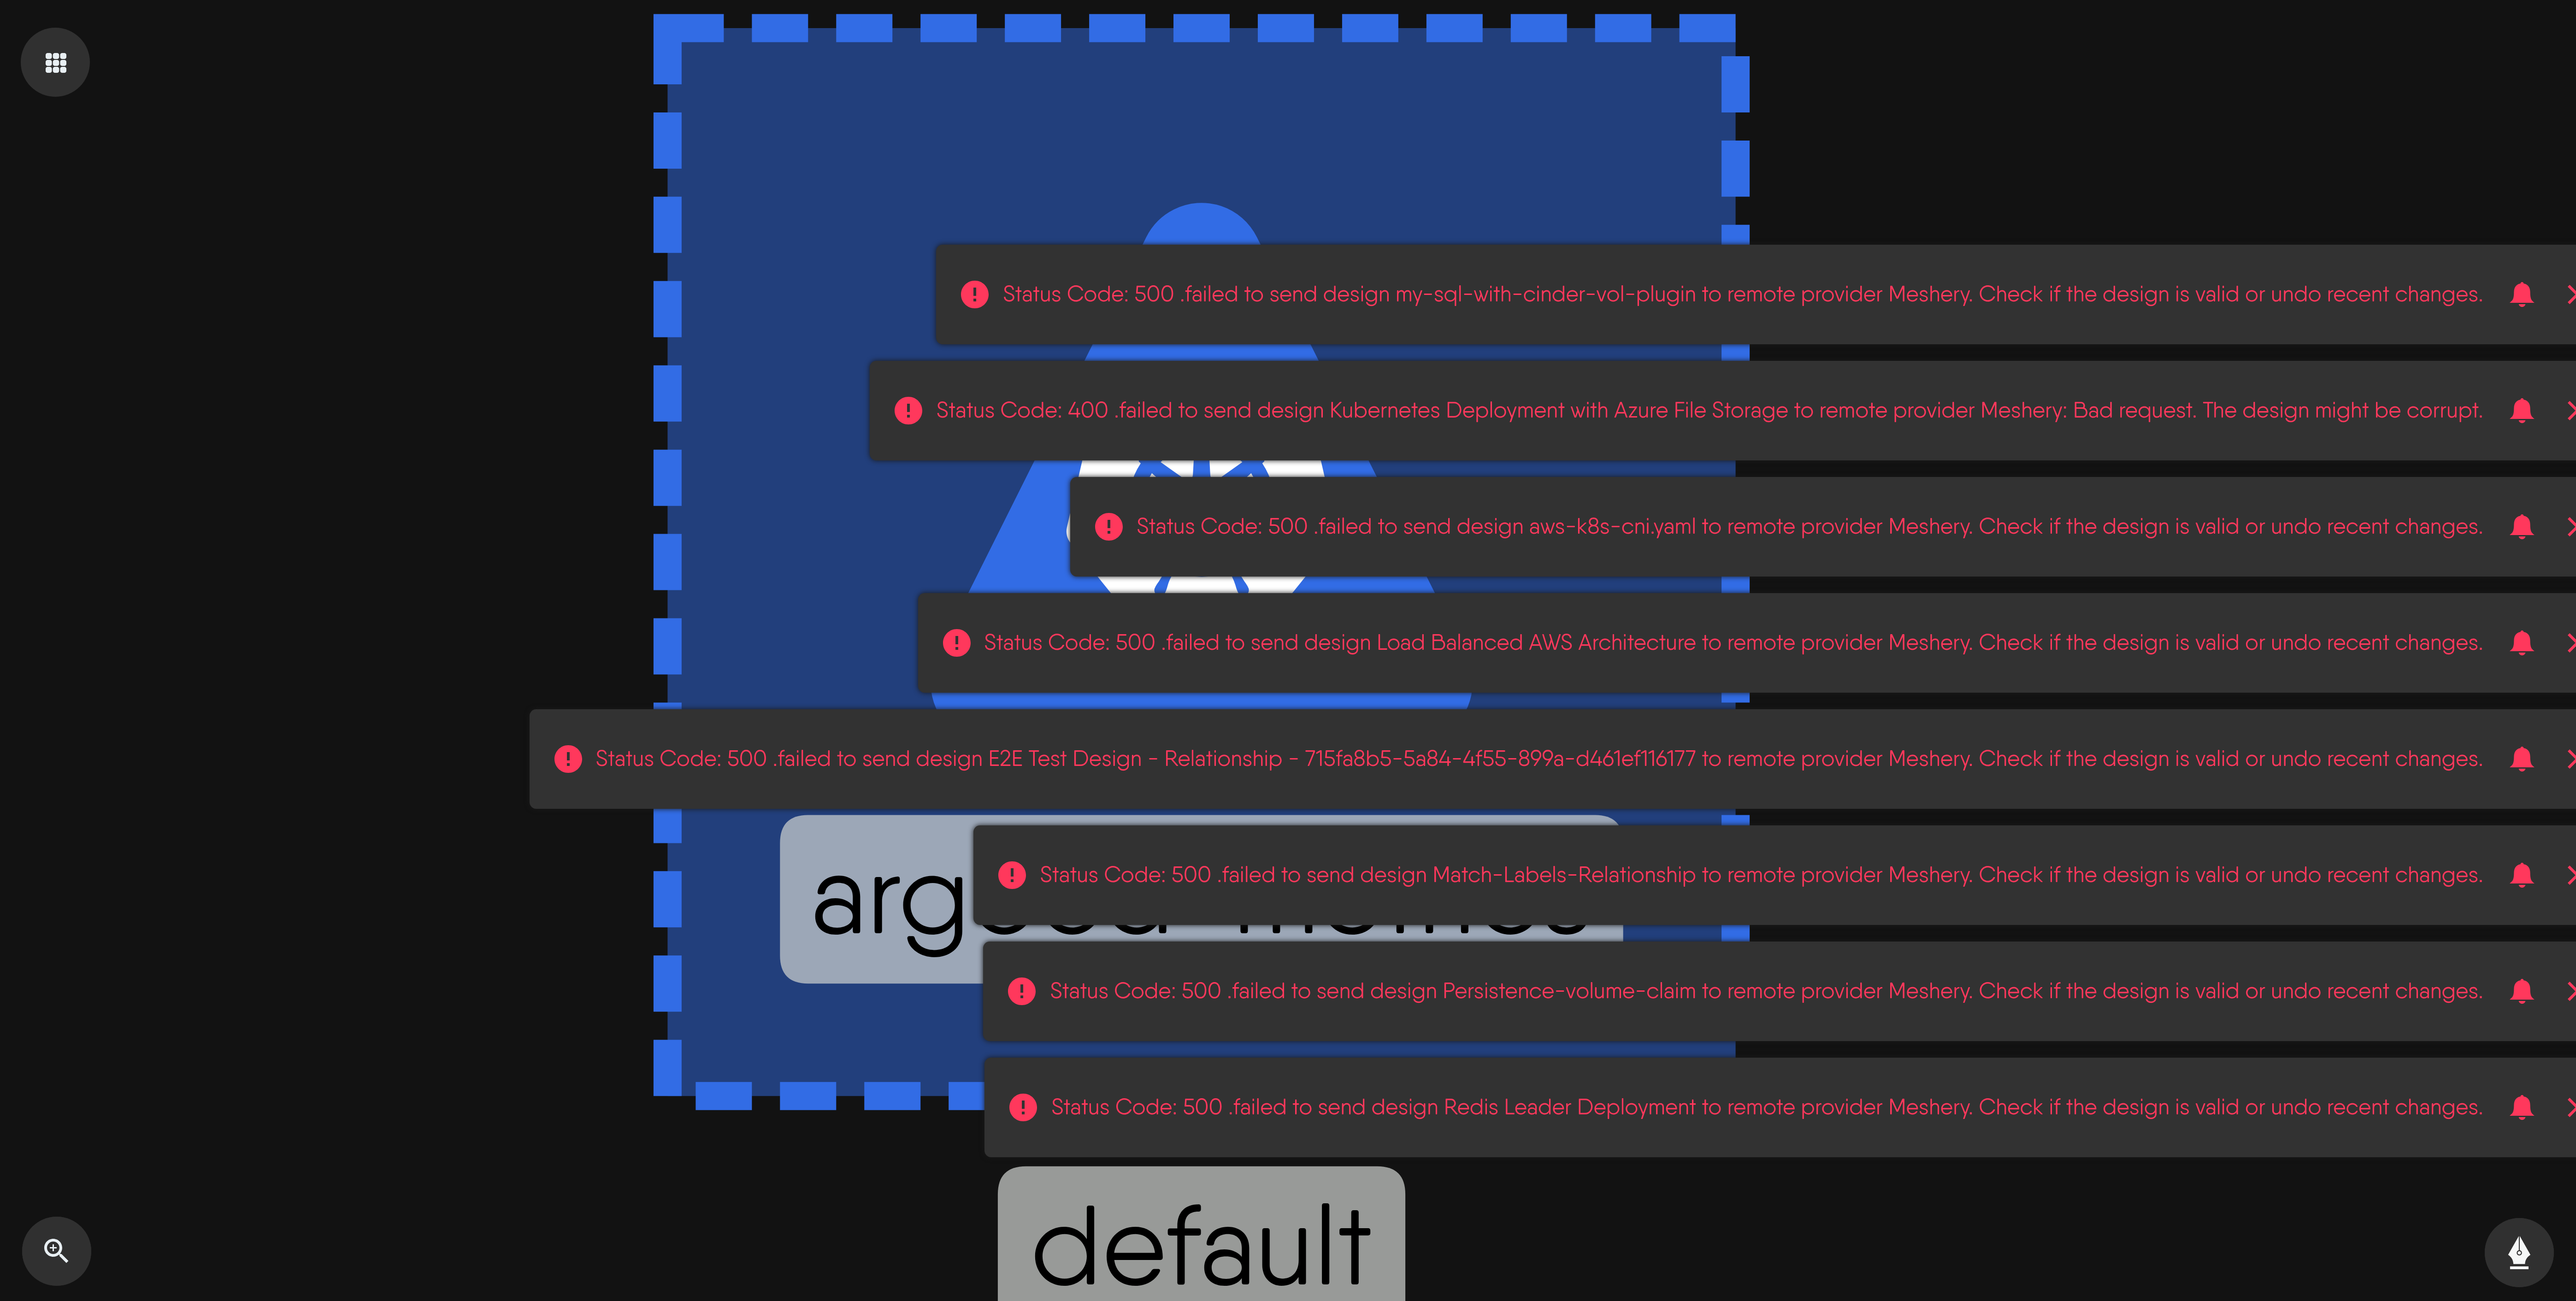 Status Code: 500 .failed to send design my-sql-with-cinder-vol-plugin to remote provider Meshery. Check if the design is valid or undo recent changes.
Status Code: 400 .failed to send design Kubernetes Deployment with Azure File Storage to remote provider Meshery: Bad request. The design might be corrupt.
Status Code: 500 .failed to send design aws-k8s-cni.yaml to remote provider Meshery. Check if the design is valid or undo recent changes.
Status Code: 500 .failed to send design Load Balanced AWS Architecture to remote provider Meshery. Check if the design is valid or undo recent changes.
Status Code: 500 .failed to send design E2E Test Design - Relationship - 715fa8b5-5a84-4f55-899a-d461ef116177 to remote provider Meshery. Check if the design is valid or undo recent changes.
Status Code: 500 .failed to send design Match-Labels-Relationship to remote provider Meshery. Check if the design is valid or undo recent changes.
Status Code: 500 .failed to send design Persistence-volume-claim to remote provider Meshery. Check if the design is valid or undo recent changes.
Status Code: 500 .failed to send design Redis Leader Deployment to remote provider Meshery. Check if the design is valid or undo recent changes.
default